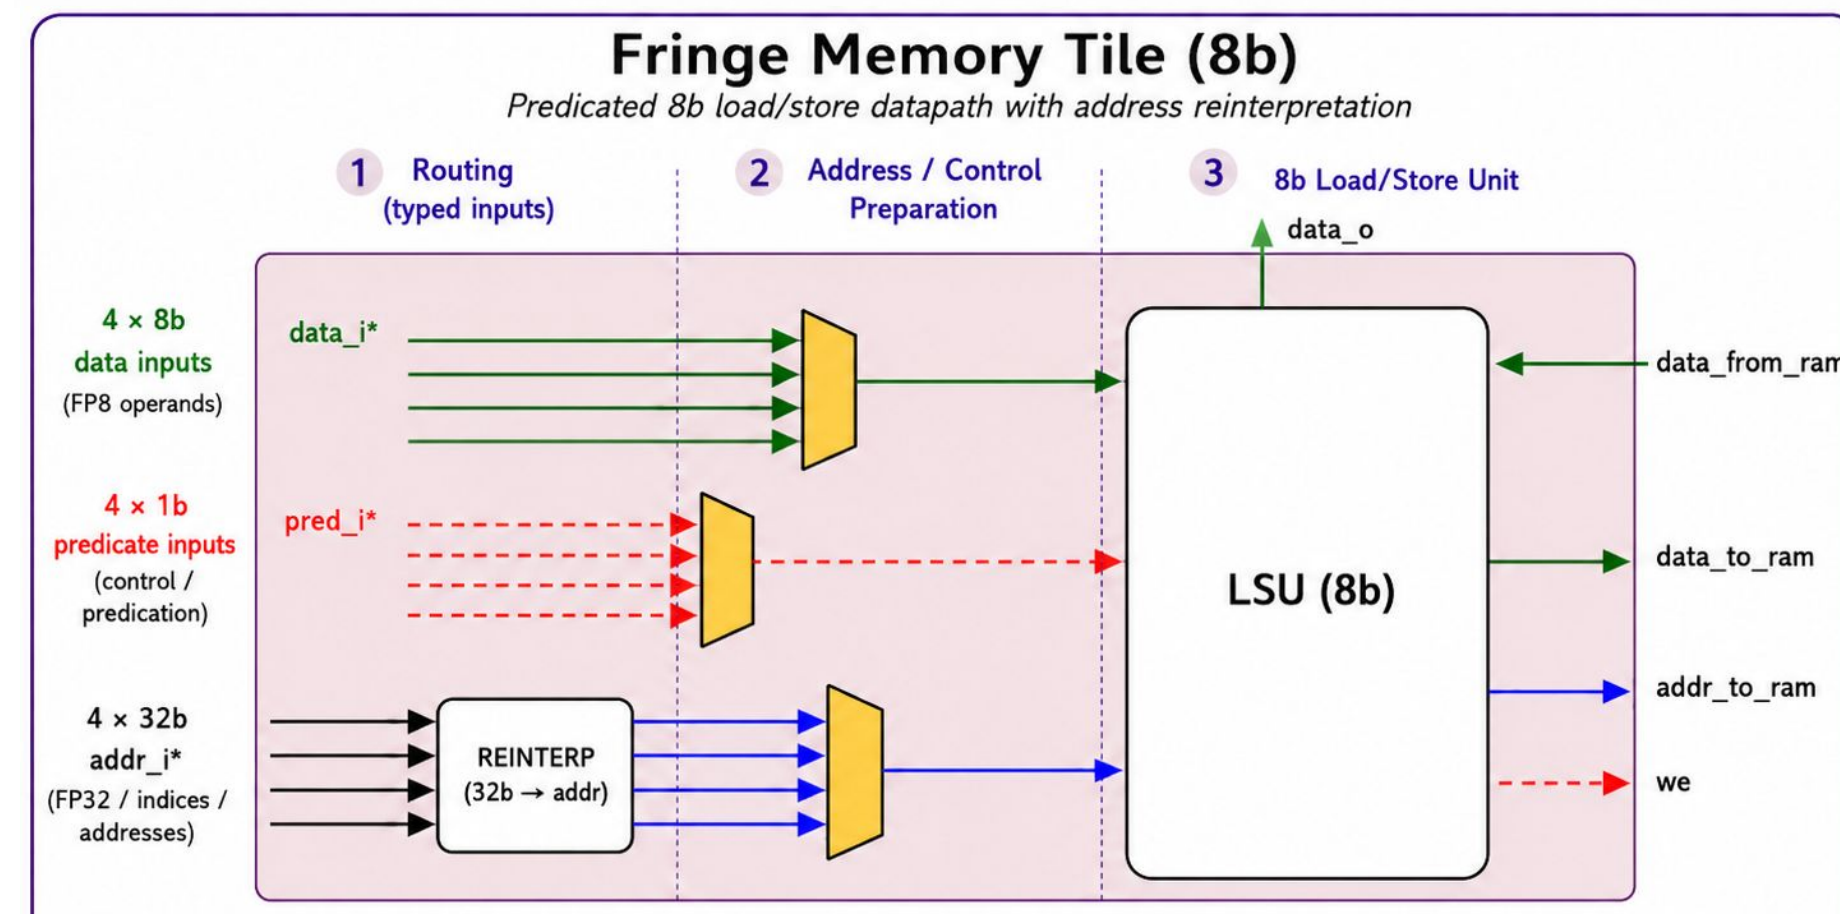 Fringe Memory Tile (8b)
Predicated 8b load/store datapath with address reinterpretation
1
Routing
(typed inputs)
2
Address / Control
Preparation
3
8b Load/Store Unit
data_o
4 × 8b
data inputs
(FP8 operands)
data_i*
data_from_ram
4 × 1b
predicate inputs
(control /
predication)
pred_i*
LSU (8b)
data_to_ram
addr_to_ram
we
4 × 32b
addr_i*
(FP32 / indices /
addresses)
REINTERP
(32b → addr)